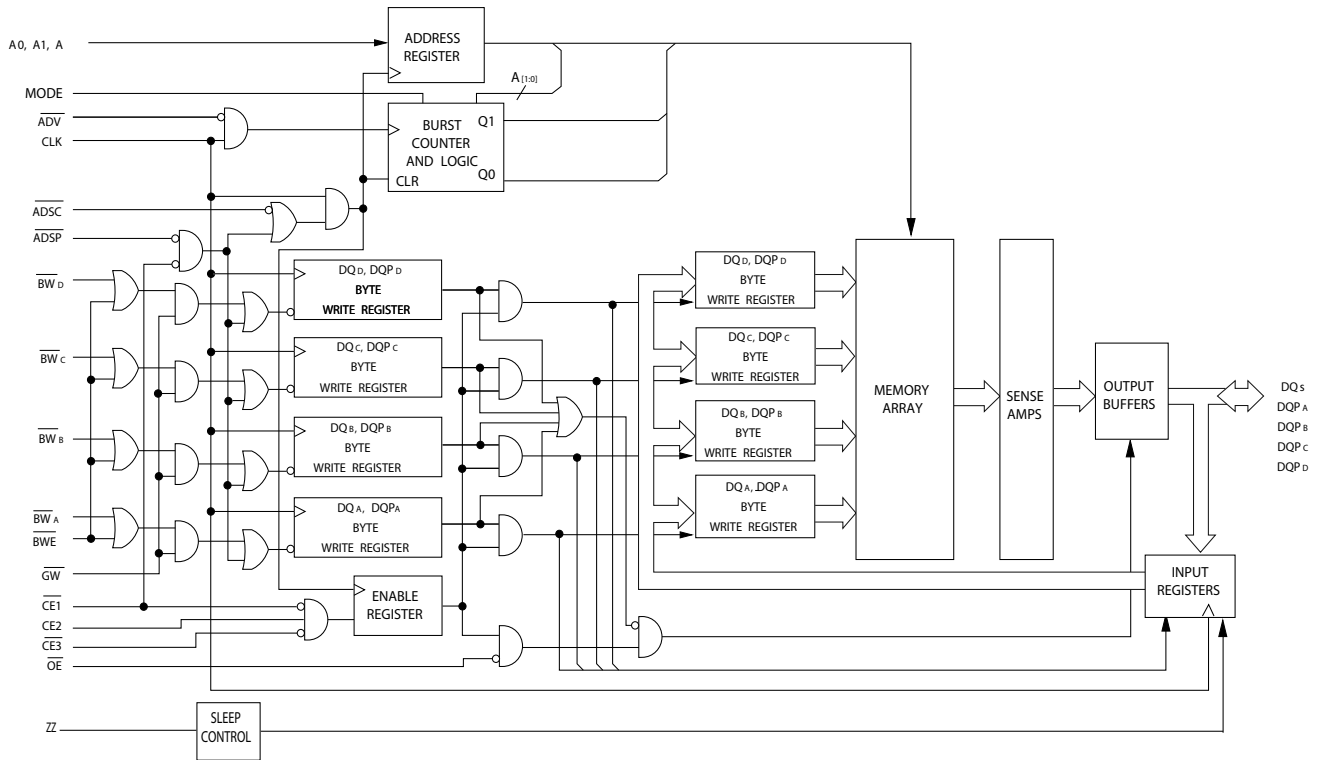 A0, A1, A
ADDRESS
REGISTER
MODE
A[1:0]
ADV
CLK
BURST
COUNTER
AND LOGIC
CLR
Q1
Q0
ADSC
ADSP
BW D
BW C
BW B
BW A
BWE
GW
CE1
CE2
CE3
OE
ZZ
DQ D, DQP D
BYTE
WRITE REGISTER
DQ C, DQP C
BYTE
WRITE REGISTER
DQ B, DQP B
BYTE
WRITE REGISTER
DQ A, DQP A
BYTE
WRITE REGISTER
ENABLE
REGISTER
SLEEP
CONTROL
DQ D, DQP D
BYTE
WRITE REGISTER
DQ C, DQP C
BYTE
WRITE REGISTER
DQ B, DQP B
BYTE
WRITE REGISTER
DQ A, DQP A
BYTE
WRITE REGISTER
MEMORY
ARRAY
SENSE
AMPS
OUTPUT
BUFFERS
INPUT
REGISTERS
DQ s
DQP A
DQP B
DQP C
DQP D